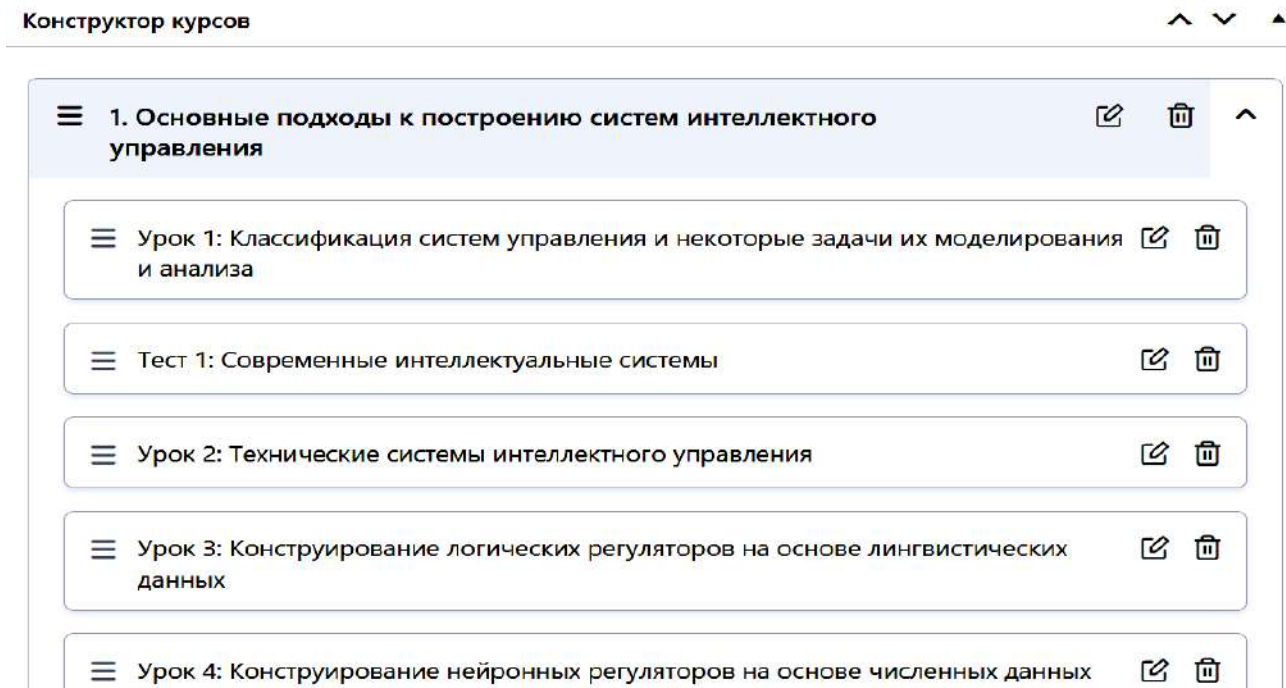 Конструктор курсов
1. Основные подходы к построению систем интеллектного
управления
Урок 1: Классификация систем управления и некоторые задачи их моделирования
и анализа
Тест 1: Современные интеллектуальные системы
Урок 2: Технические системы интеллектного управления
Урок 3: Конструирование логических регуляторов на основе лингвистических
данных
Урок 4: Конструирование нейронных регуляторов на основе численных данных